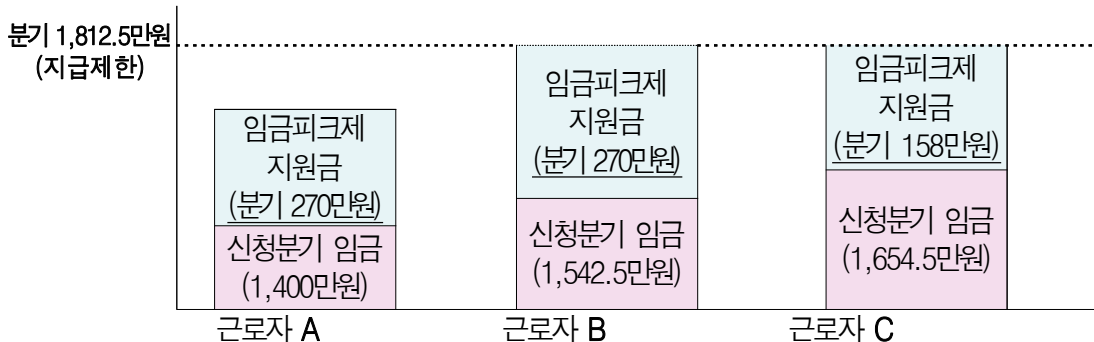 분기 1,812.5만원
(지급제한)
임금피크제
지원금
(분기 270만원)
신청분기 임금
(1,400만원)
근로자 A
임금피크제
지원금
(분기 270만원)
신청분기 임금
(1,542.5만원)
근로자 B
임금피크제
지원금
(분기 158만원)
신청분기 임금
(1,654.5만원)
근로자 C